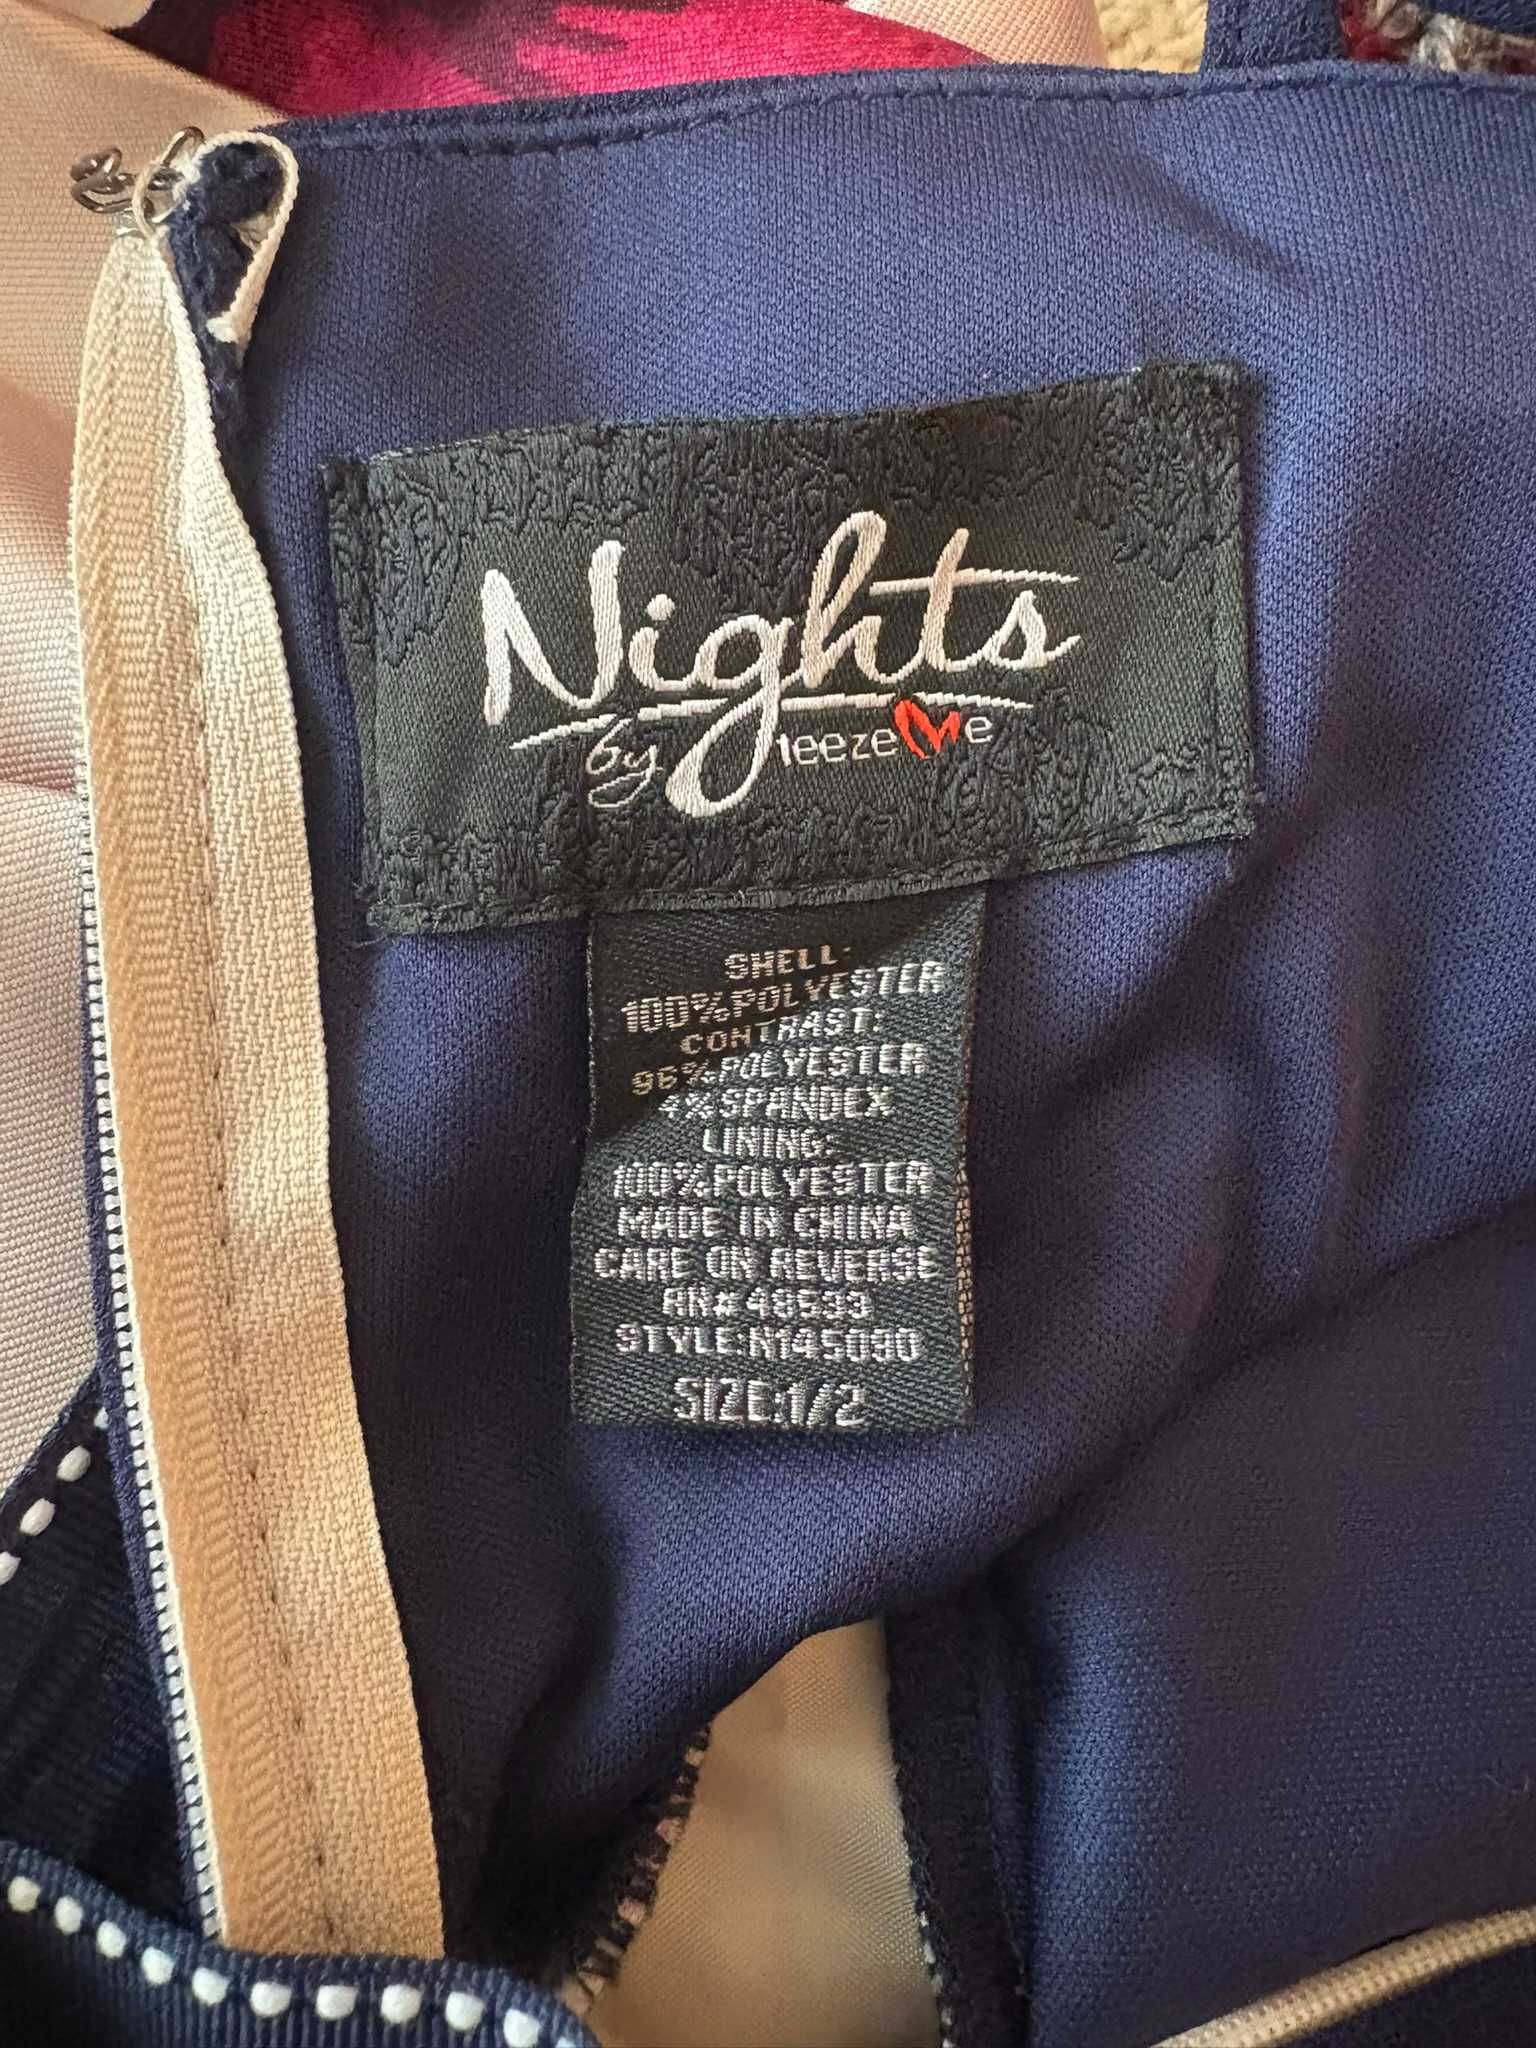 Nights
by teezeMe
SHELL:
100%POLYESTER
CONTRAST:
96%POLYESTER
4%SPANDEX
LINING:
100%POLYESTER
MADE IN CHINA
CARE ON REVERSE
RN# 48533
STYLE:N145090
SIZE:1/2